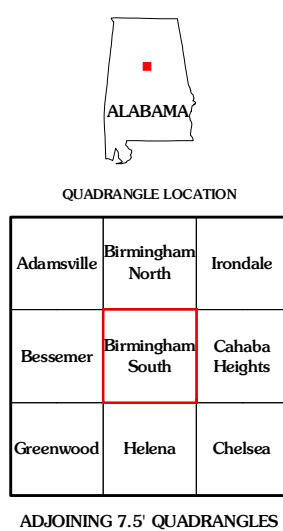 ALABAMA
QUADRANGLE LOCATION
Adamsville
Birmingham
North
Irondale
Bessemer
Birmingham
South
Cahaba
Heights
Greenwood
Helena
Chelsea
ADJOINING 7.5' QUADRANGLES